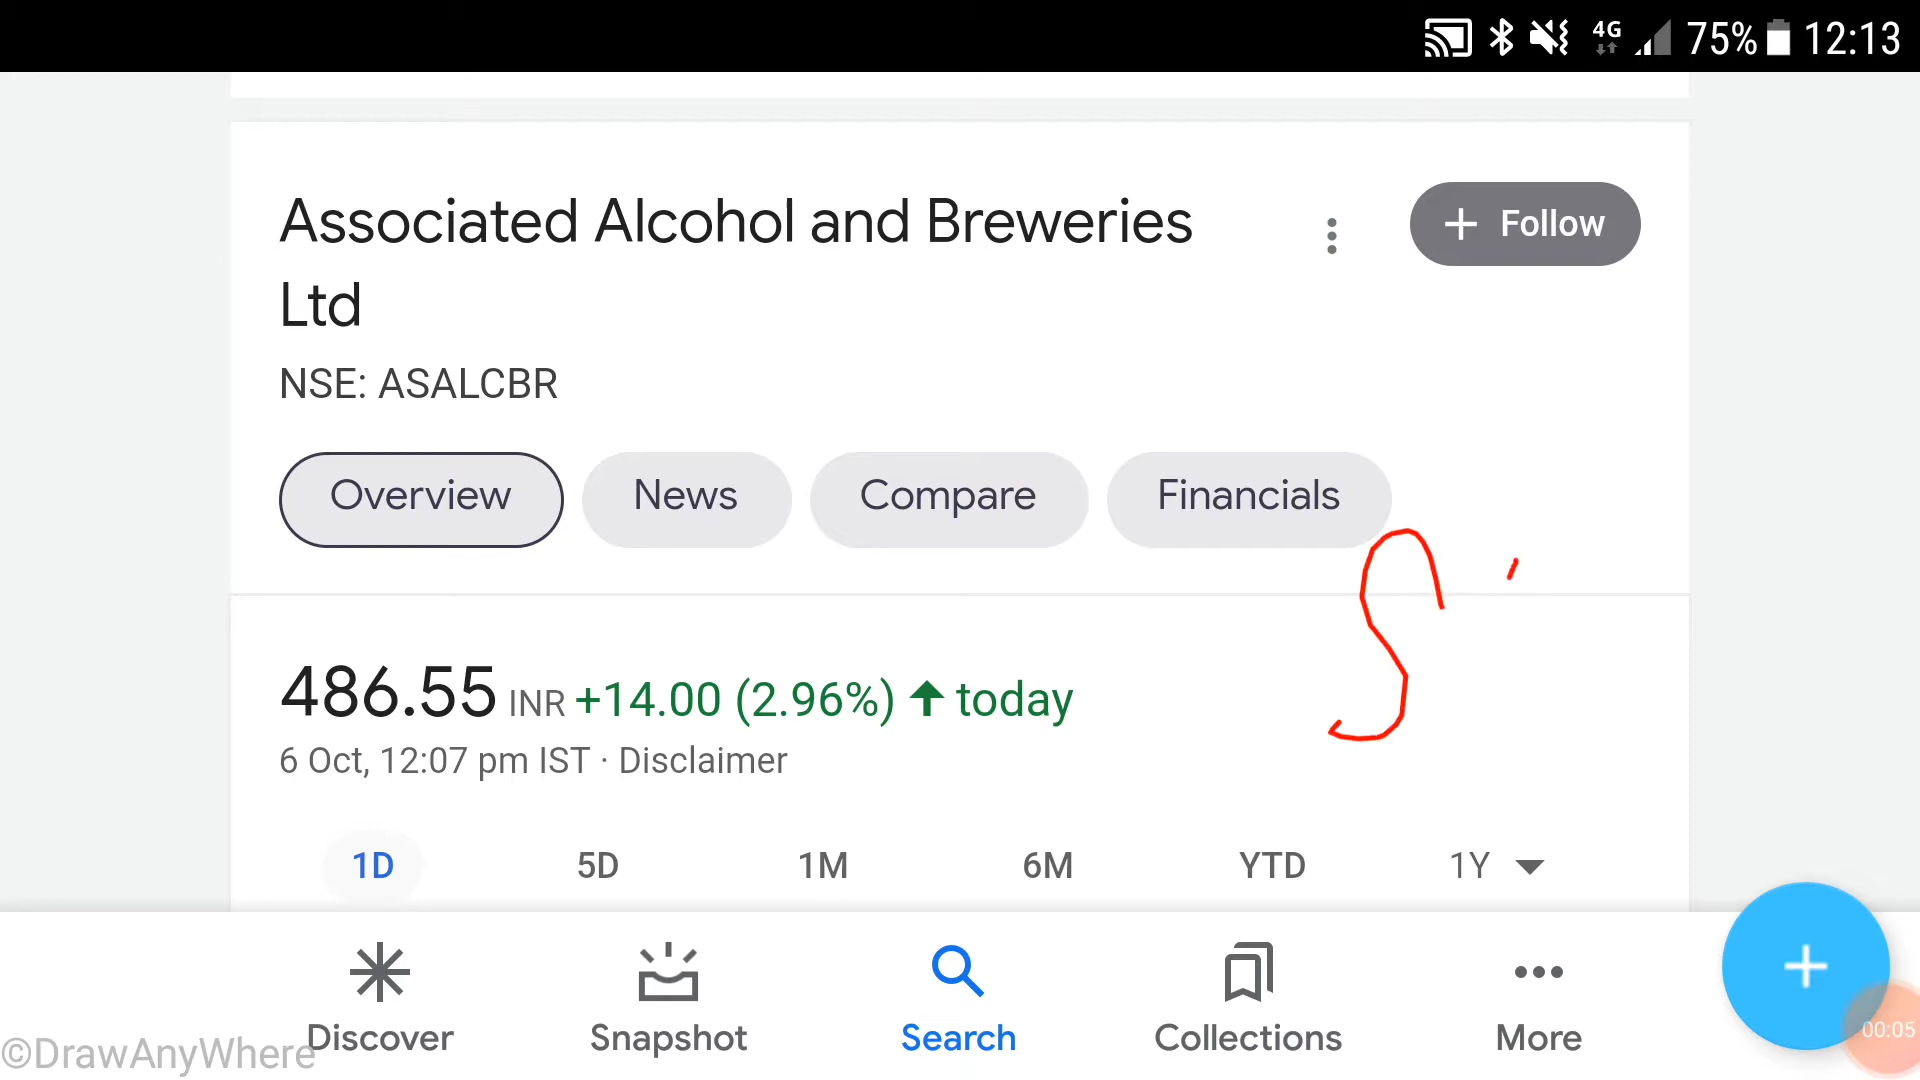 4G 75% 12:13
Associated Alcohol and Breweries
Ltd
+ Follow
NSE: ASALCBR
Overview News Compare Financials
S
486.55 INR +14.00 (2.96%) ↑ today
6 Oct, 12:07 pm IST · Disclaimer
1D 5D 1M 6M YTD 1Y
Discover Snapshot Search Collections More
00:05
©DrawAnyWhere